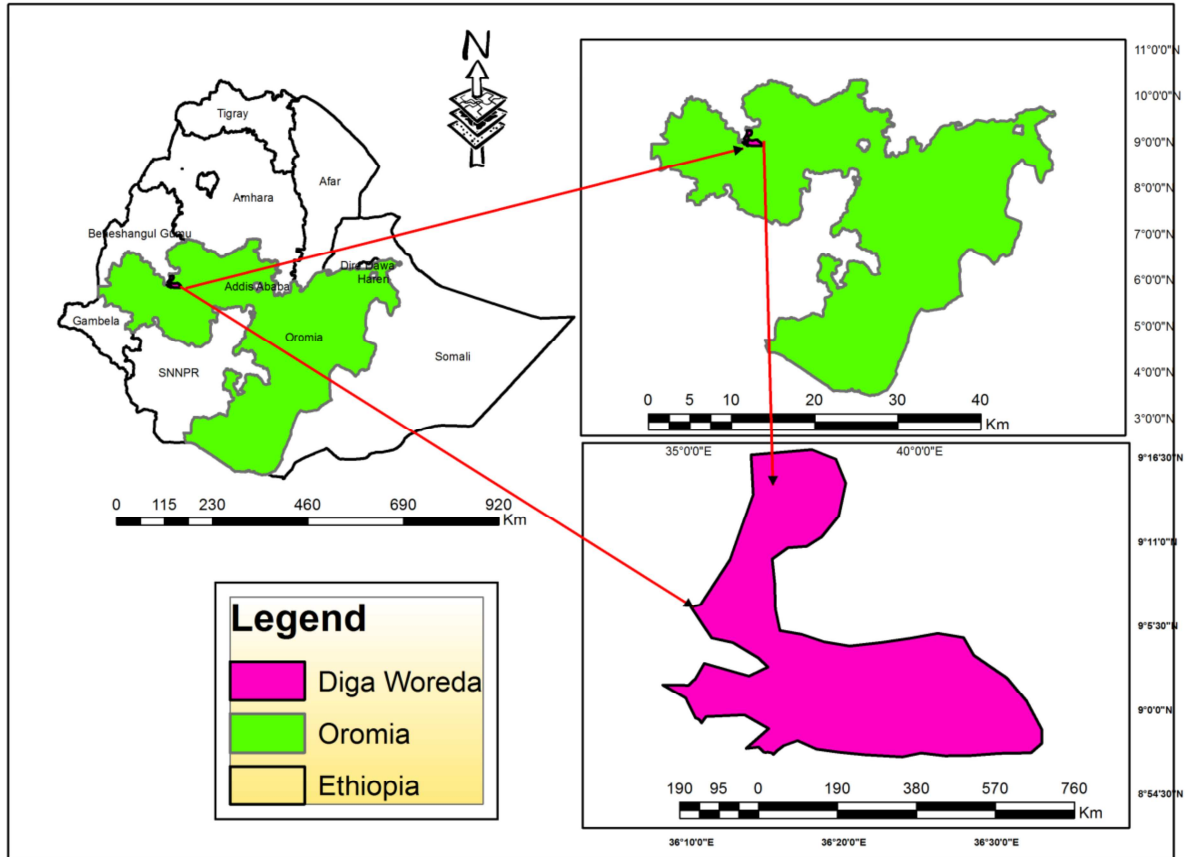 N
Tigray
Afar
Amhara
Beneshangul Gumu
Dire Dawa
Hareri
Addis Ababa
Gambela
Oromia
SNNPR
Somali
0 115 230 460 690 920
Km
Legend
Diga Woreda
Oromia
Ethiopia
11°0'0"N
10°0'0"N
9°0'0"N
8°0'0"N
7°0'0"N
6°0'0"N
5°0'0"N
4°0'0"N
3°0'0"N
0 5 10 20 30 40
Km
35°0'0"E 40°0'0"E
9°16'30"N
9°11'0"N
9°5'30"N
9°0'0"N
8°54'30"N
190 95 0 190 380 570 760
Km
36°10'0"E 36°20'0"E 36°30'0"E